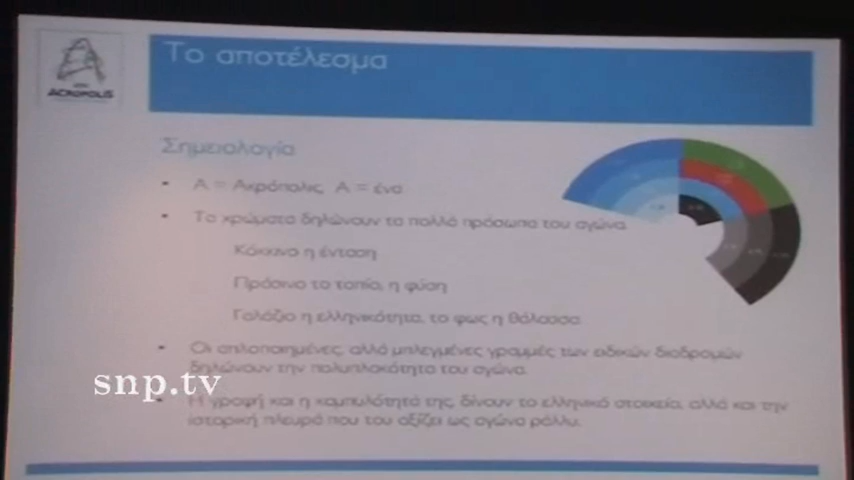 ACROPOLIS
Το αποτέλεσμα
Σημειολογία
• Α = Ακρόπολις, Α = ένα
• Τα χρώματα δηλώνουν τα πολλά πρόσωπα του αγώνα
Κόκκινο η ένταση
Πράσινο το τοπίο, η φύση
Γαλάζιο η ελληνικότητα, το φως η θάλασσα
• Οι απλοποιημένες, αλλά μπλεγμένες γραμμές των ειδικών διαδρομών
δηλώνουν την πολυπλοκότητα του αγώνα.
• Η γραφή και η καμπυλότητά της, δίνουν το ελληνικό στοιχείο, αλλά και την
ιστορική πλευρά που του αξίζει ως αγώνα ράλλυ.
snp.tv